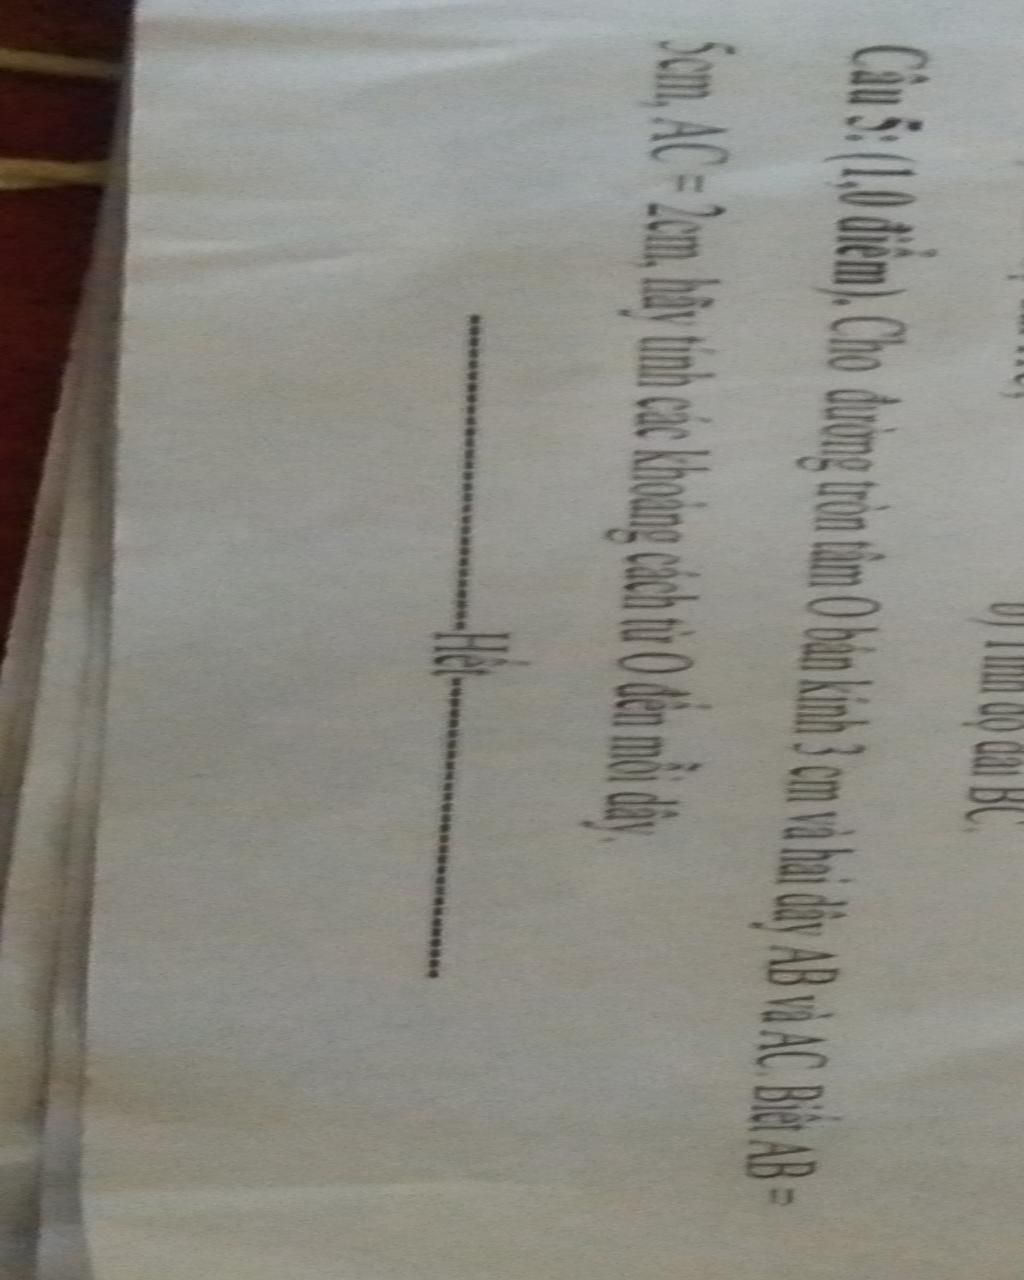 b) Tính độ dài BC.
Câu 5: (1,0 điểm). Cho đường tròn tâm O bán kính 3 cm và hai dây AB và AC. Biết AB =
5cm, AC = 2cm, hãy tính các khoảng cách từ O đến mỗi dây.
----------------------------Hết----------------------------